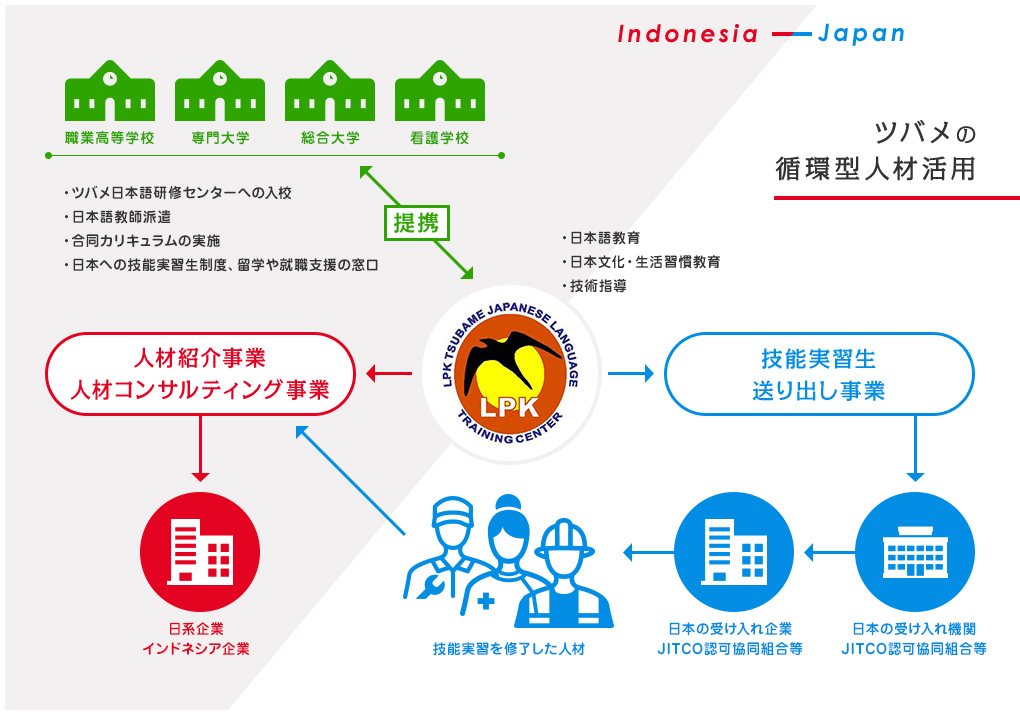 Indonesia
Japan
ツバメの
循環型人材活用
職業高等学校
専門大学
総合大学
看護学校
・ツバメ日本語研修センターへの入校
・日本語教師派遣
・合同カリキュラムの実施
・日本への技能実習生制度、留学や就職支援の窓口
提携
・日本語教育
・日本文化・生活習慣教育
・技術指導
LPK TSUBAME JAPANESE LANGUAGE
LPK
TRAINING CENTER
人材紹介事業
人材コンサルディング事業
技能実習生
送り出し事業
日系企業
インドネシア企業
技能実習を修了した人材
日本の受け入れ企業
JITCO認可協同組合等
日本の受け入れ機関
JITCO認可協同組合等